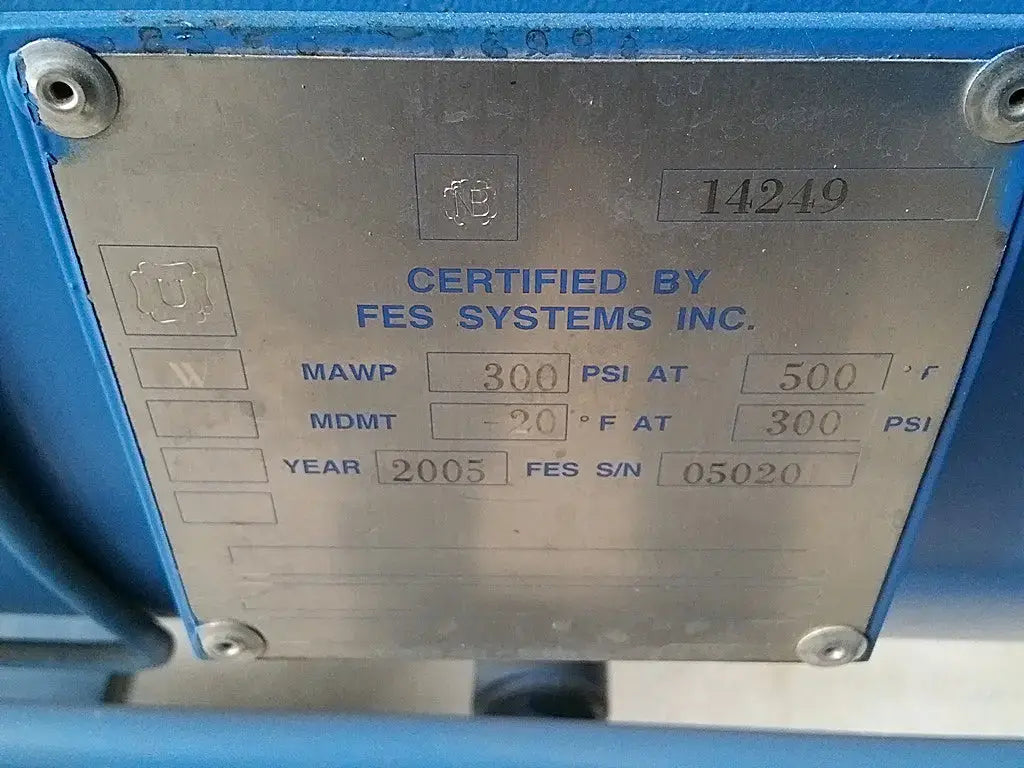 NB
14249
U
CERTIFIED BY
FES SYSTEMS INC.
W
MAWP 300 PSI AT 500 °F
MDMT -20 °F AT 300 PSI
YEAR 2005 FES S/N 05020